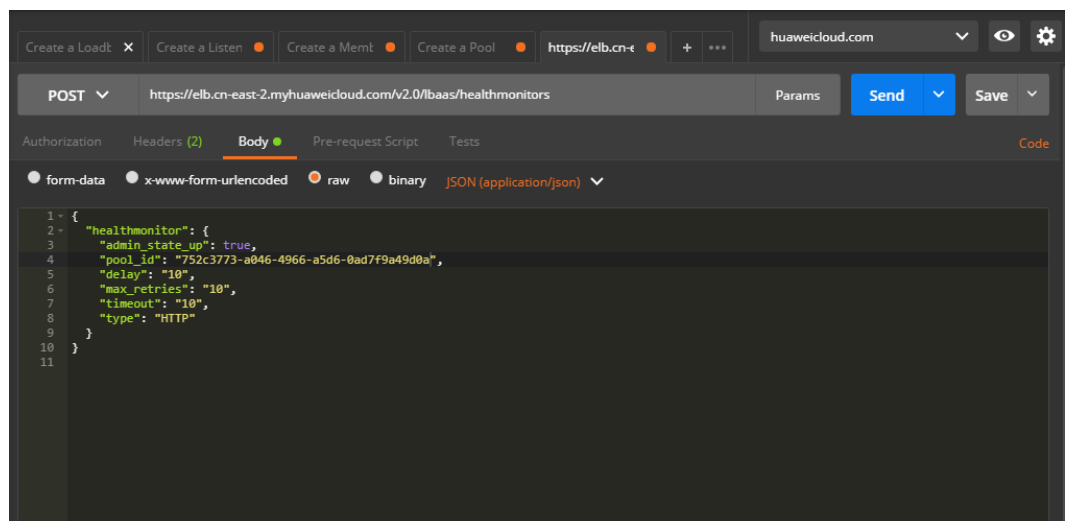 Create a Loadb
Create a Listen
Create a Memb
Create a Pool
https://elb.cn-e
+
huaweicloud.com
POST
https://elb.cn-east-2.myhuaweicloud.com/v2.0/lbaas/healthmonitors
Params
Send
Save
Authorization
Headers (2)
Body
Pre-request Script
Tests
Code
form-data
x-www-form-urlencoded
raw
binary
JSON (application/json)
1 {
2 "healthmonitor": {
3 "admin_state_up": true,
4 "pool_id": "752c3773-a046-4966-a5d6-0ad7f9a49d0a",
5 "delay": "10",
6 "max_retries": "10",
7 "timeout": "10",
8 "type": "HTTP"
9 }
10 }
11